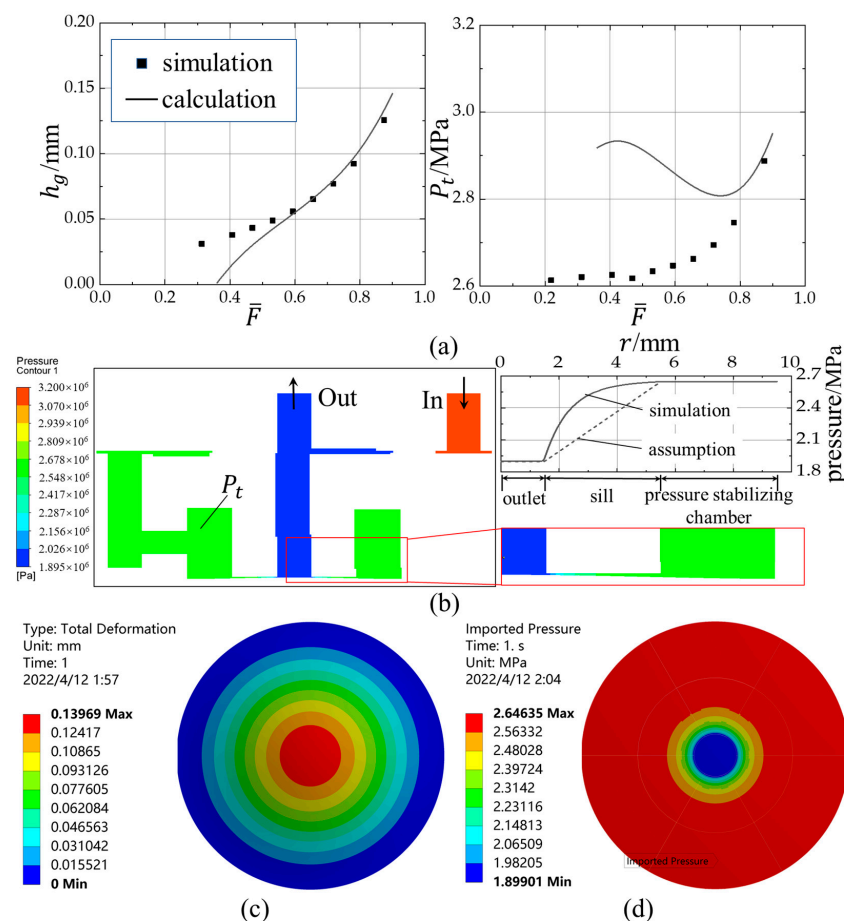 0.20
0.15
0.10
0.05
0.00
h_g/mm
simulation
calculation
0.0 0.2 0.4 0.6 0.8 1.0
F̅
3.2
3.1
3.0
2.9
2.8
2.6
P_t/MPa
0.0 0.2 0.4 0.6 0.8 1.0
F̅
(a)
Pressure
Contour 1
3.200×10⁶
3.070×10⁶
2.939×10⁶
2.809×10⁶
2.678×10⁶
2.548×10⁶
2.417×10⁶
2.287×10⁶
2.156×10⁶
2.026×10⁶
1.895×10⁶
[Pa]
Out
In
P_t
r/mm
0 2 4 6 8 10
2.7
2.4
2.1
1.8
pressure/MPa
simulation
assumption
outlet sill pressure stabilizing
chamber
(b)
Type: Total Deformation
Unit: mm
Time: 1
2022/4/12 1:57
0.13969 Max
0.12417
0.10865
0.093126
0.077605
0.062084
0.046563
0.031042
0.015521
0 Min
(c)
Imported Pressure
Time: 1. s
Unit: MPa
2022/4/12 2:04
2.64635 Max
2.56332
2.48028
2.39724
2.3142
2.23116
2.14813
2.06509
1.98205
1.89901 Min
Imported Pressure
(d)